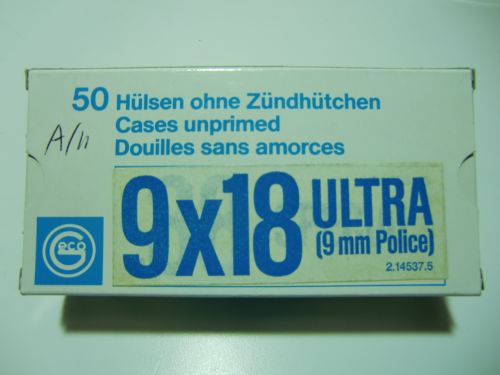 50 Hülsen ohne Zündhütchen
Cases unprimed
Douilles sans amorces
A/11
9x18 ULTRA
(9 mm Police)
2.14537.5
Geco